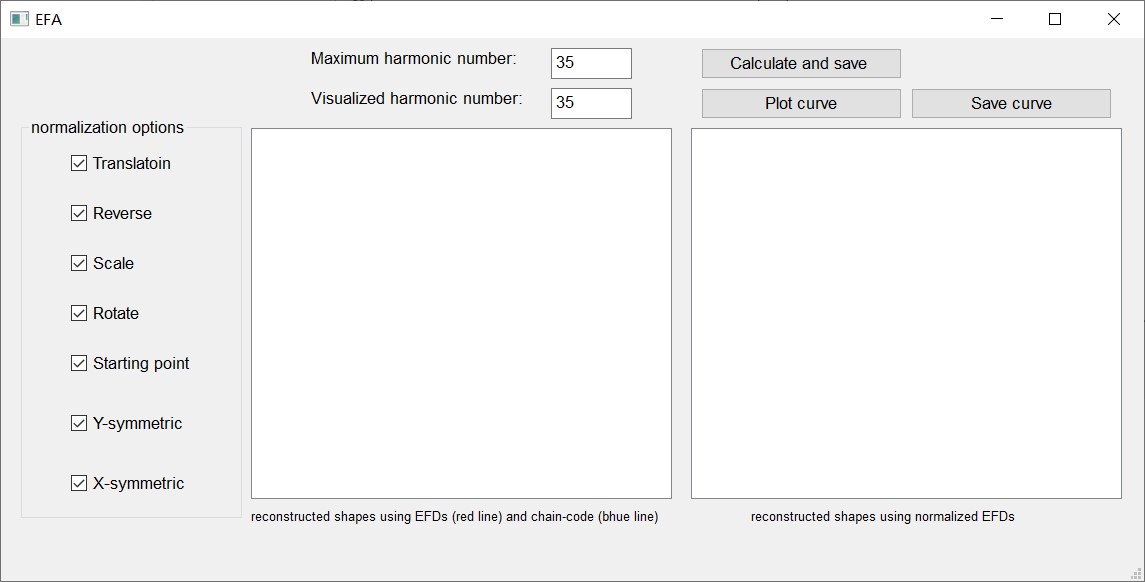 EFA
Maximum harmonic number: 35 Calculate and save
Visualized harmonic number: 35 Plot curve Save curve
normalization options
Translatoin
Reverse
Scale
Rotate
Starting point
Y-symmetric
X-symmetric
reconstructed shapes using EFDs (red line) and chain-code (bhue line) reconstructed shapes using normalized EFDs